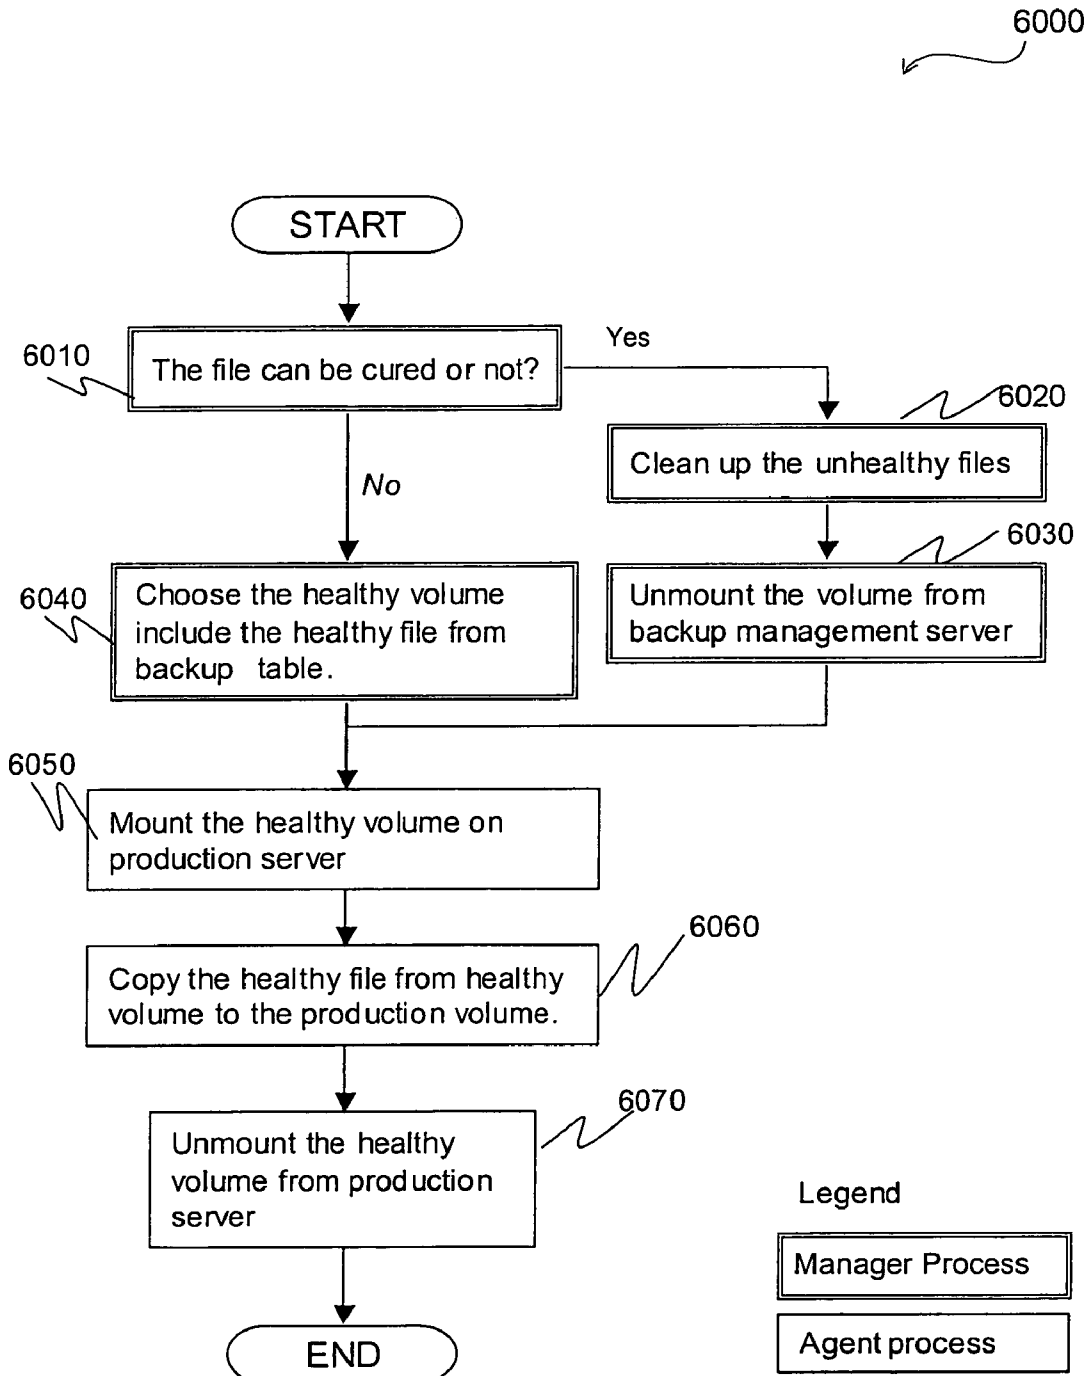 6000
START
6010
The file can be cured or not?
Yes
6020
Clean up the unhealthy files
No
6030
Unmount the volume from
backup management server
6040
Choose the healthy volume
include the healthy file from
backup table.
6050
Mount the healthy volume on
production server
6060
Copy the healthy file from healthy
volume to the production volume.
6070
Unmount the healthy
volume from production
server
END
Legend
Manager Process
Agent process